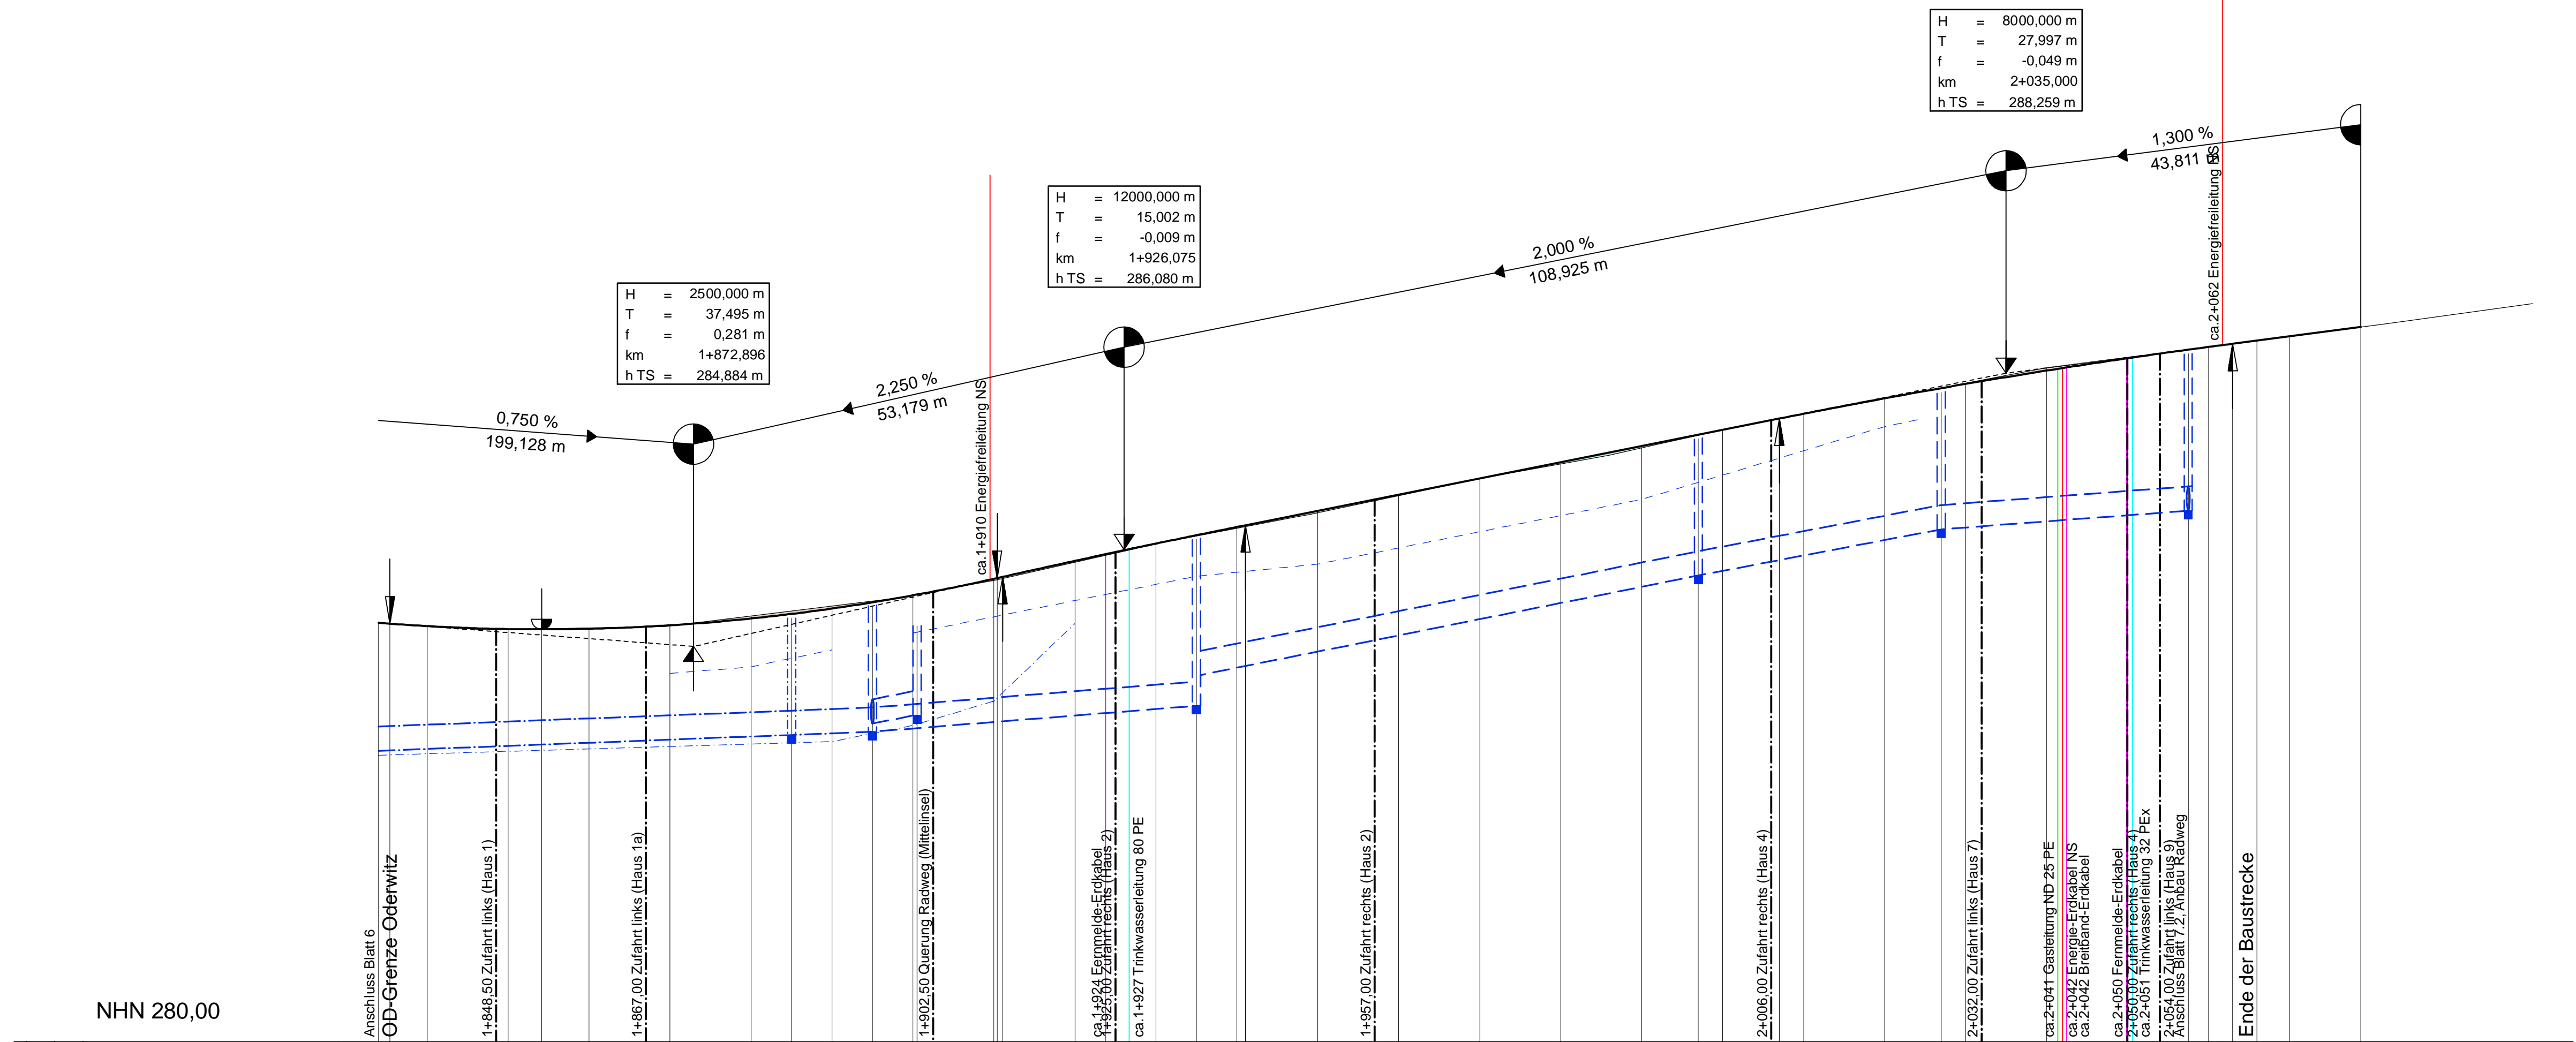 H = 8000,000 m
T = 27,997 m
f = -0,049 m
km 2+035,000
h TS = 288,259 m
1,300 %
43,811 m
H = 12000,000 m
T = 15,002 m
f = -0,009 m
km 1+926,075
h TS = 286,080 m
2,000 %
108,925 m
H = 2500,000 m
T = 37,495 m
f = 0,281 m
km 1+872,896
h TS = 284,884 m
2,250 %
53,179 m
0,750 %
199,128 m
ca.1+910 Energiefreileitung NS
ca.2+062 Energiefreileitung NS
Anschluss Blatt 6
OD-Grenze Oderwitz
1+848,50 Zufahrt links (Haus 1)
1+867,00 Zufahrt links (Haus 1a)
1+902,50 Querung Radweg (Mittelinsel)
ca.1+924 Fernmelde-Erdkabel
1+925,00 Zufahrt rechts (Haus 2)
ca.1+927 Trinkwasserleitung 80 PE
1+957,00 Zufahrt rechts (Haus 2)
2+006,00 Zufahrt rechts (Haus 4)
2+032,00 Zufahrt links (Haus 7)
ca.2+041 Gasleitung ND 25 PE
ca.2+042 Energie-Erdkabel NS
ca.2+042 Breitband-Erdkabel
ca.2+050 Fernmelde-Erdkabel
2+050,00 Zufahrt rechts (Haus 4)
ca.2+051 Trinkwasserleitung 32 PEx
2+054,00 Zufahrt links (Haus 9)
Anschluss Blatt 7.2, Anbau Radweg
Ende der Baustrecke
NHN 280,00